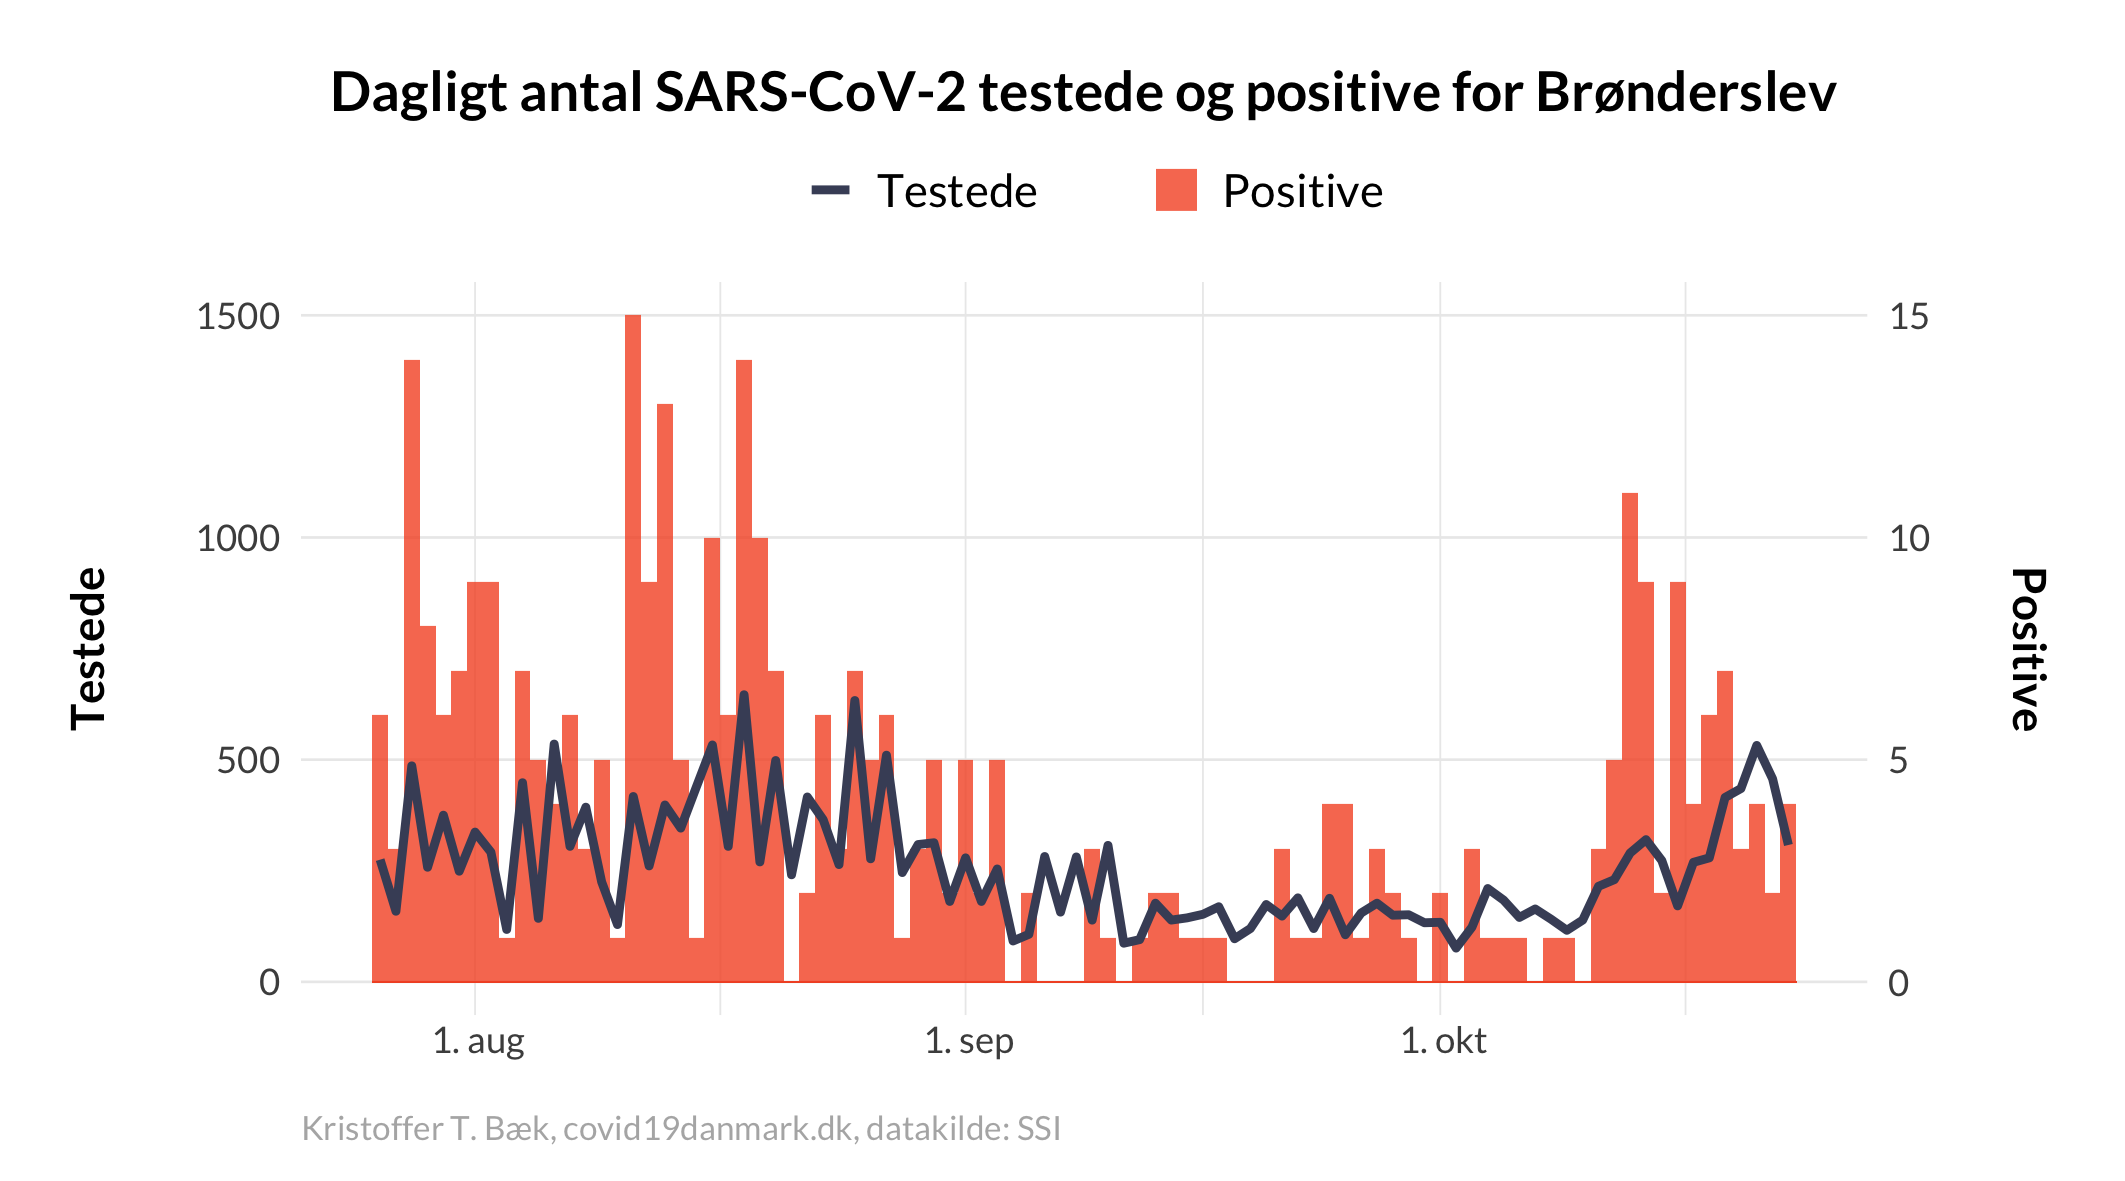 Dagligt antal SARS-CoV-2 testede og positive for Brønderslev
Testede Positive
1500 15
1000 10
500 5
0 0
Testede
Positive
1. aug 1. sep 1. okt
Kristoffer T. Bæk, covid19danmark.dk, datakilde: SSI